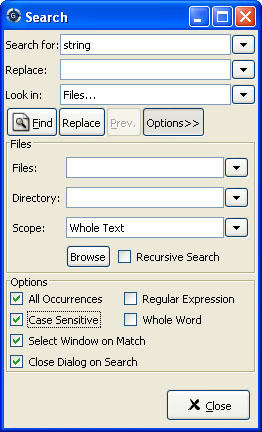 Search
Search for: string
Replace:
Look in: Files...
Find Replace Prev. Options>>
Files
Files:
Directory:
Scope: Whole Text
Browse Recursive Search
Options
All Occurrences Regular Expression
Case Sensitive Whole Word
Select Window on Match
Close Dialog on Search
Close